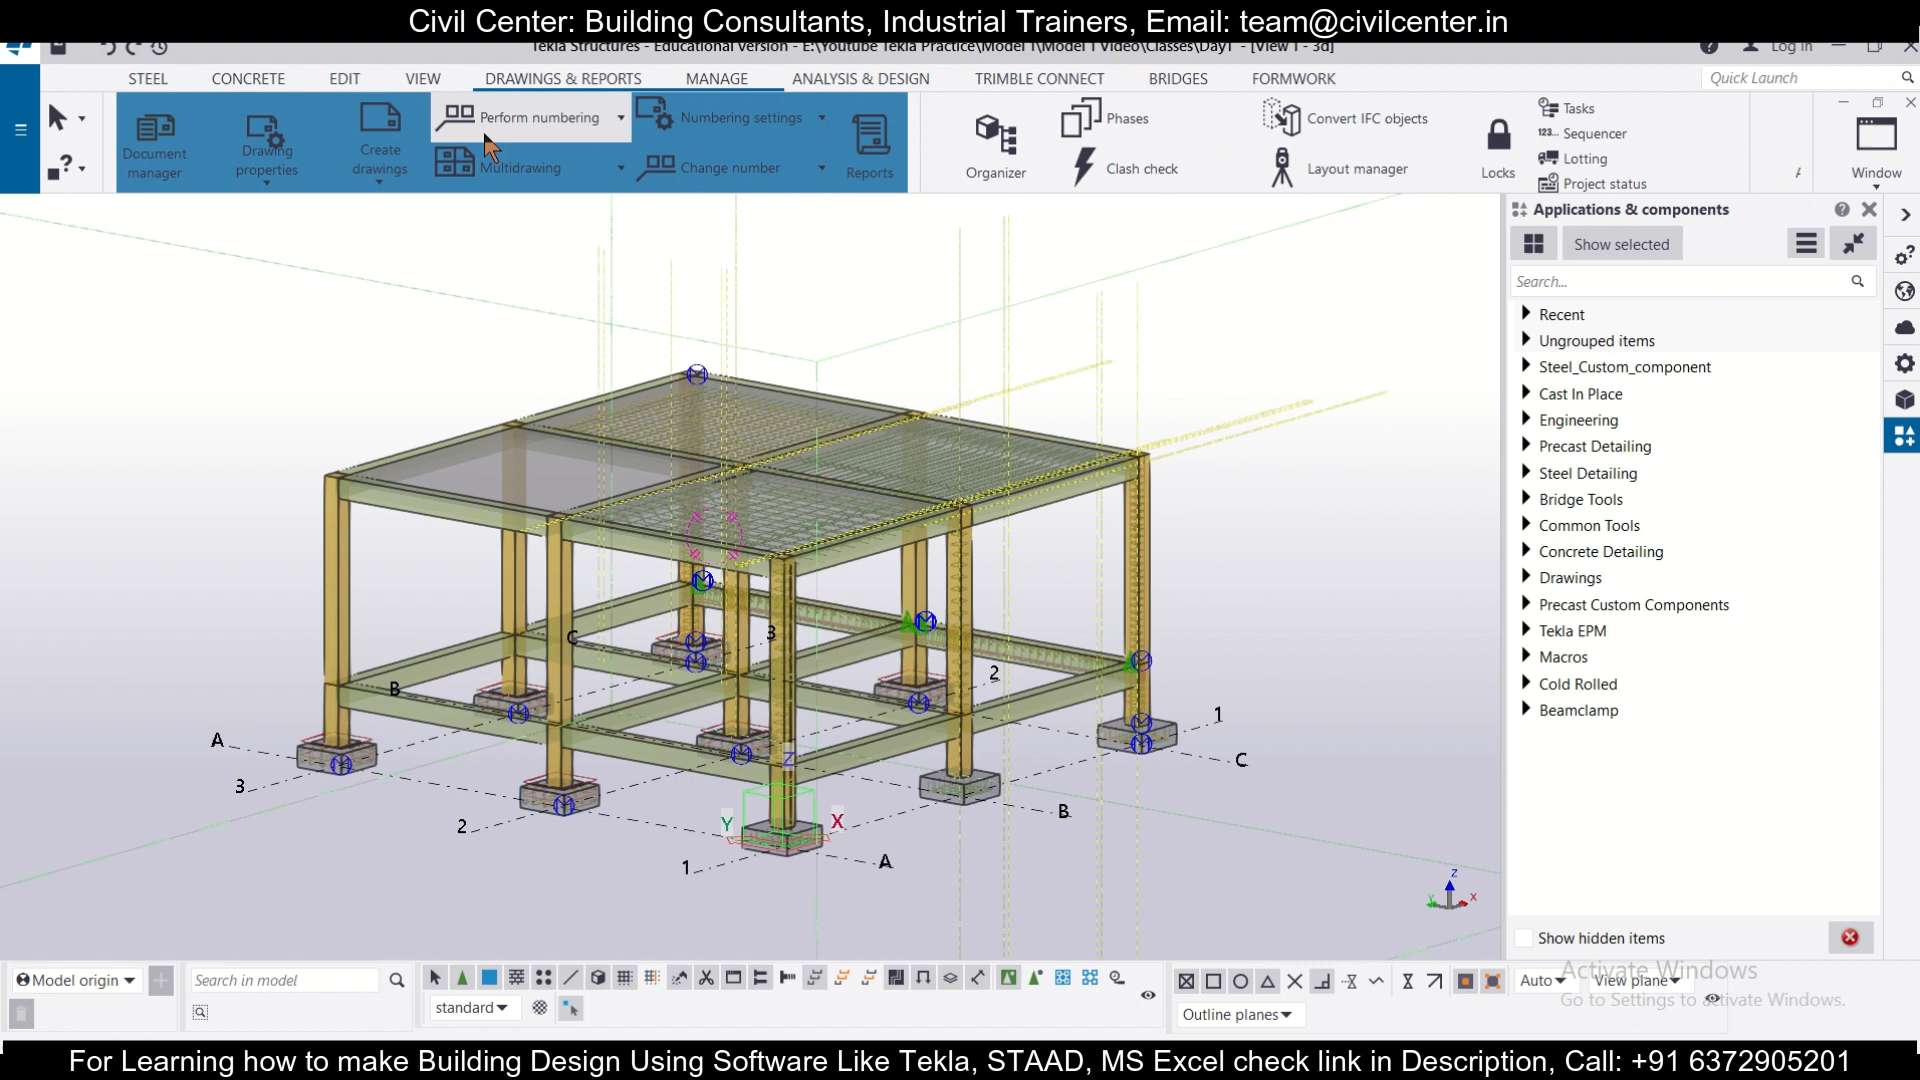 Civil Center: Building Consultants, Industrial Trainers, Email: team@civilcenter.in
Tekla Structures - Educational Version - E:\Youtube Tekla Practice\Model 1\Model 1 Video\Classes\Day1 - [View 1 - 3d]
Log in
STEEL CONCRETE EDIT VIEW DRAWINGS & REPORTS MANAGE ANALYSIS & DESIGN TRIMBLE CONNECT BRIDGES FORMWORK
Quick Launch
Document manager
Drawing properties
Create drawings
Perform numbering
Multidrawing
Numbering settings
Change number
Reports
Organizer
Phases
Clash check
Convert IFC objects
Layout manager
Locks
Tasks
123... Sequencer
Lotting
Project status
Window
Applications & components
Show selected
Search...
Recent
Ungrouped items
Steel_Custom_component
Cast In Place
Engineering
Precast Detailing
Steel Detailing
Bridge Tools
Common Tools
Concrete Detailing
Drawings
Precast Custom Components
Tekla EPM
Macros
Cold Rolled
Beamclamp
Show hidden items
C
3
B
2
A
1
3
C
Z
2
B
Y
X
1
A
Z
Y
X
Model origin
Search in model
standard
Auto
View plane
Outline planes
Activate Windows
Go to Settings to activate Windows.
For Learning how to make Building Design Using Software Like Tekla, STAAD, MS Excel check link in Description, Call: +91 6372905201